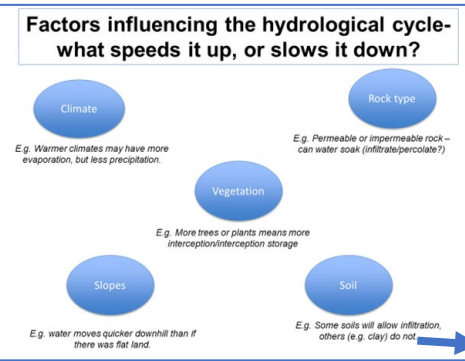 Factors influencing the hydrological cycle-
what speeds it up, or slows it down?
Climate
E.g. Warmer climates may have more
evaporation, but less precipitation.
Rock type
E.g. Permeable or impermeable rock –
can water soak (infiltrate/percolate?)
Vegetation
E.g. More trees or plants means more
interception/interception storage
Slopes
E.g. water moves quicker downhill than if
there was flat land.
Soil
E.g. Some soils will allow infiltration,
others (e.g. clay) do not.